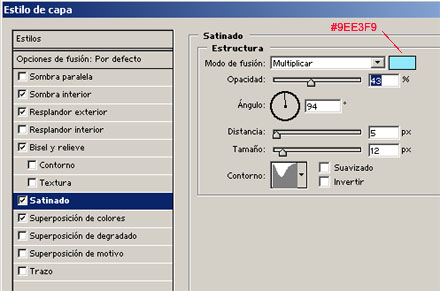 Estilo de capa
#9EE3F9
Estilos
Opciones de fusión: Por defecto
Sombra paralela
Sombra interior
Resplandor exterior
Resplandor interior
Bisel y relieve
Contorno
Textura
Satinado
Superposición de colores
Superposición de degradado
Superposición de motivo
Trazo
Satinado
Estructura
Modo de fusión: Multiplicar
Opacidad: 43 %
Ángulo: 94 °
Distancia: 5 px
Tamaño: 12 px
Contorno: Suavizado
Invertir